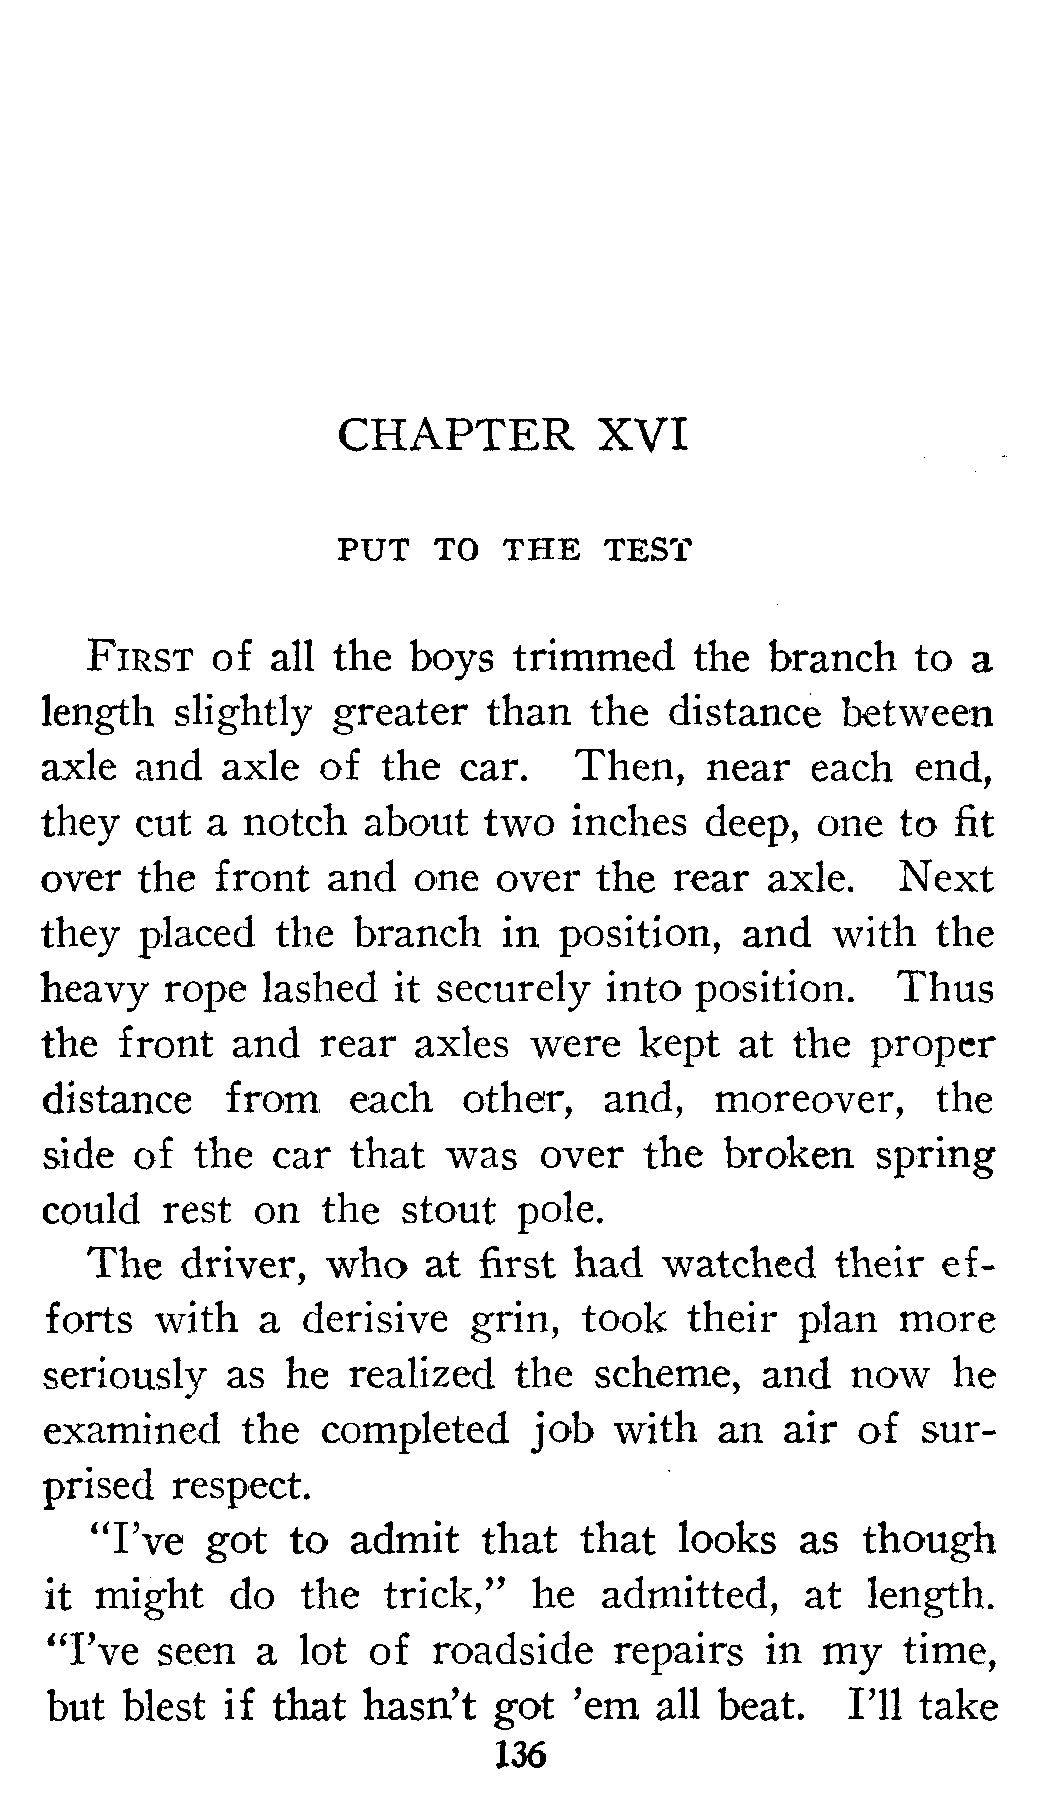 CHAPTER XVI
PUT TO THE TEST
First of all the boys trimmed the branch to a
length slightly greater than the distance between
axle and axle of the car. Then, near each end,
they cut a notch about two inches deep, one to fit
over the front and one over the rear axle. Next
they placed the branch in position, and with the
heavy rope lashed it securely into position. Thus
the front and rear axles were kept at the proper
distance from each other, and, moreover, the
side of the car that was over the broken spring
could rest on the stout pole.
The driver, who at first had watched their ef-
forts with a derisive grin, took their plan more
seriously as he realized the scheme, and now he
examined the completed job with an air of sur-
prised respect.
“I’ve got to admit that that looks as though
it might do the trick,” he admitted, at length.
“I’ve seen a lot of roadside repairs in my time,
but blest if that hasn’t got ’em all beat. I’ll take
136